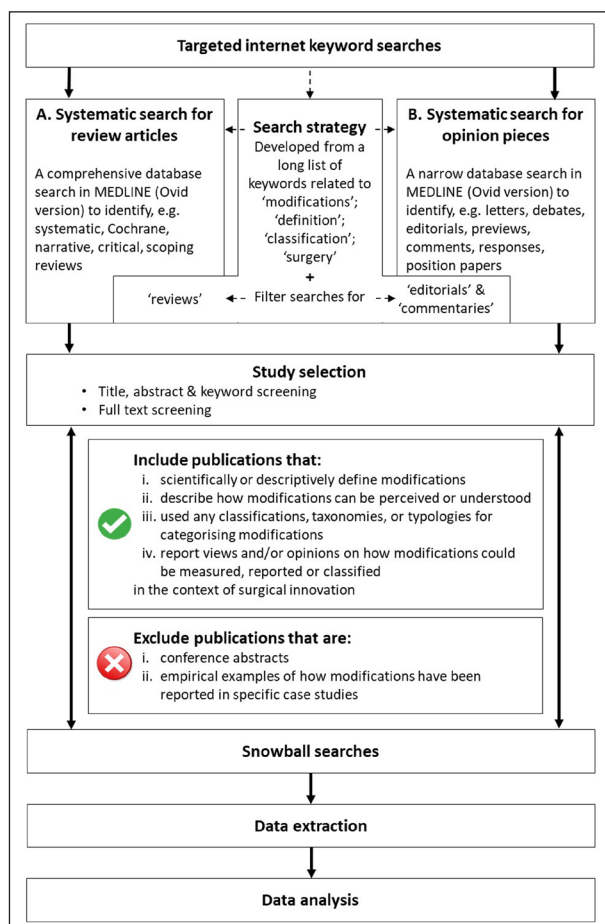 Targeted internet keyword searches
A. Systematic search for
review articles
A comprehensive database
search in MEDLINE (Ovid
version) to identify, e.g.
systematic, Cochrane,
narrative, critical, scoping
reviews
Search strategy
Developed from a
long list of
keywords related to
‘modifications’;
‘definition’;
‘classification’;
‘surgery’
+
B. Systematic search for
opinion pieces
A narrow database search in
MEDLINE (Ovid version) to
identify, e.g. letters, debates,
editorials, previews,
comments, responses,
position papers
‘reviews’
Filter searches for
‘editorials’ &
‘commentaries’
Study selection
• Title, abstract & keyword screening
• Full text screening
Include publications that:
i. scientifically or descriptively define modifications
ii. describe how modifications can be perceived or understood
iii. used any classifications, taxonomies, or typologies for
categorising modifications
iv. report views and/or opinions on how modifications could
be measured, reported or classified
in the context of surgical innovation
Exclude publications that are:
i. conference abstracts
ii. empirical examples of how modifications have been
reported in specific case studies
Snowball searches
Data extraction
Data analysis